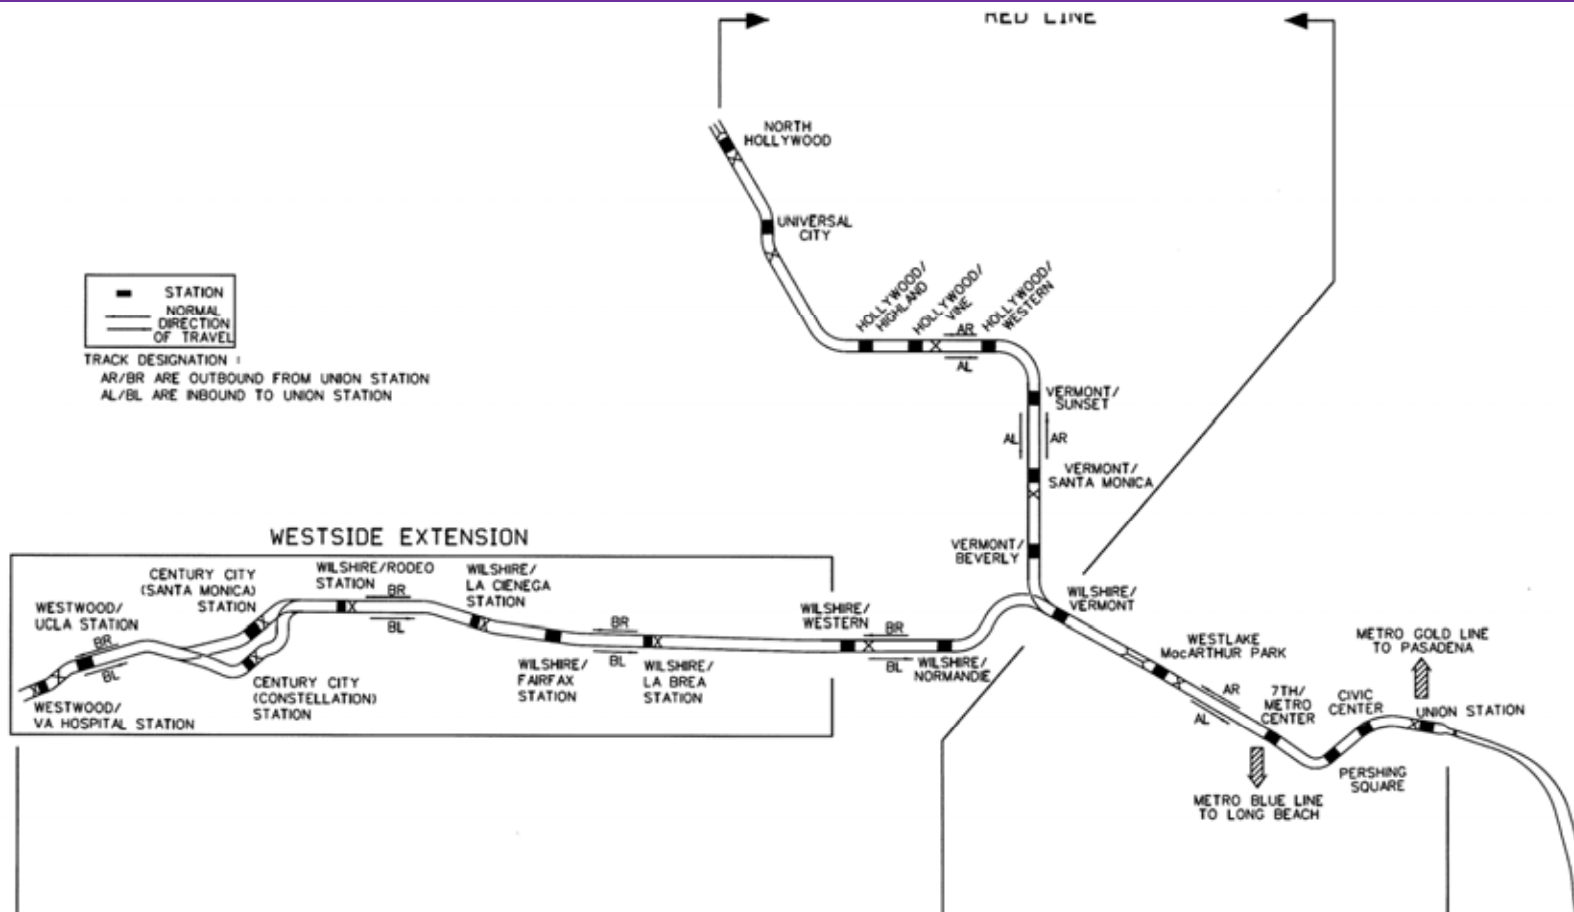 RED LINE
NORTH
HOLLYWOOD
UNIVERSAL
CITY
HOLLYWOOD/
HIGHLAND
HOLLYWOOD/
VINE
HOLLYWOOD/
WESTERN
AR
AL
STATION
NORMAL
DIRECTION
OF TRAVEL
TRACK DESIGNATION :
AR/BR ARE OUTBOUND FROM UNION STATION
AL/BL ARE INBOUND TO UNION STATION
VERMONT/
SUNSET
AL
AR
VERMONT/
SANTA MONICA
VERMONT/
BEVERLY
WILSHIRE/
VERMONT
WESTSIDE EXTENSION
CENTURY CITY
(SANTA MONICA)
STATION
WILSHIRE/RODEO
STATION
BR
BL
WILSHIRE/
LA CIENEGA
STATION
WESTWOOD/
UCLA STATION
BR
BL
WESTWOOD/
VA HOSPITAL STATION
CENTURY CITY
(CONSTELLATION)
STATION
WILSHIRE/
FAIRFAX
STATION
BR
BL
WILSHIRE/
LA BREA
STATION
WILSHIRE/
WESTERN
BR
BL
WILSHIRE/
NORMANDIE
WESTLAKE
MacARTHUR PARK
AR
AL
7TH/
METRO
CENTER
CIVIC
CENTER
METRO GOLD LINE
TO PASADENA
UNION STATION
PERSHING
SQUARE
METRO BLUE LINE
TO LONG BEACH